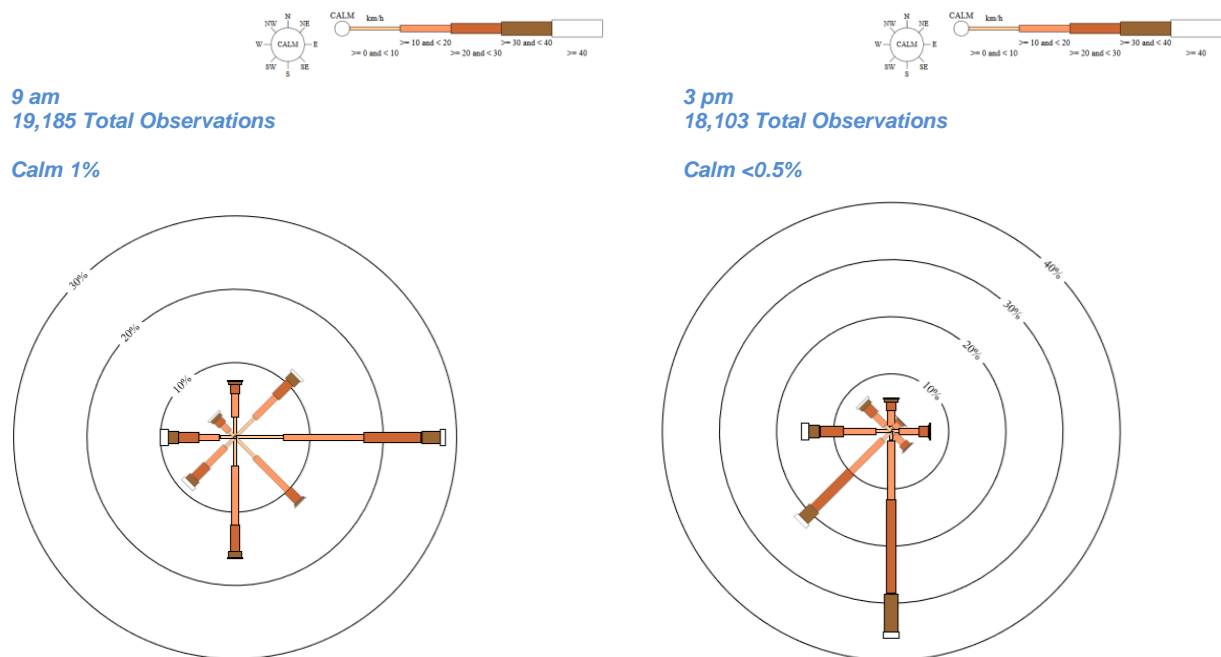 N
NW NE
W CALM E
SW SE
S
CALM km/h
>= 10 and < 20 >= 30 and < 40
>= 0 and < 10 >= 20 and < 30 >= 40
9 am
19,185 Total Observations
Calm 1%
30%
20%
10%
N
NW NE
W CALM E
SW SE
S
CALM km/h
>= 10 and < 20 >= 30 and < 40
>= 0 and < 10 >= 20 and < 30 >= 40
3 pm
18,103 Total Observations
Calm <0.5%
40%
30%
20%
10%